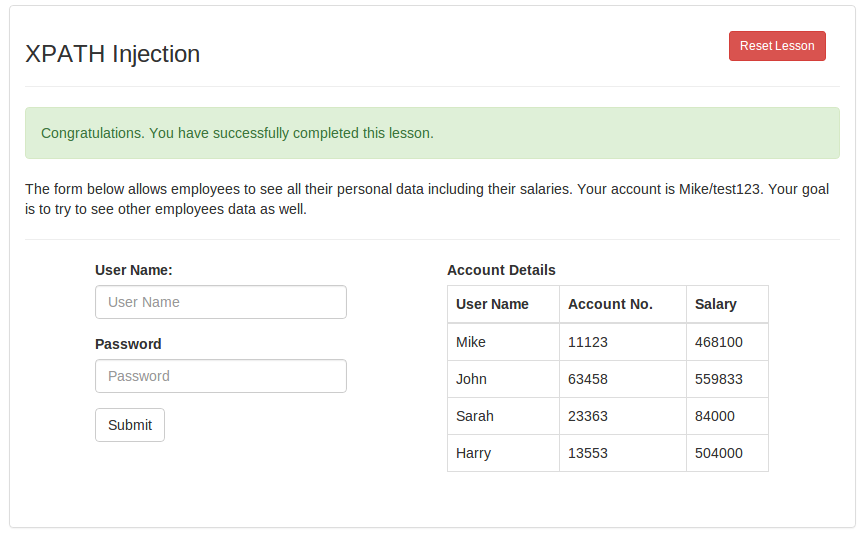 XPATH Injection
Reset Lesson
Congratulations. You have successfully completed this lesson.
The form below allows employees to see all their personal data including their salaries. Your account is Mike/test123. Your goal
is to try to see other employees data as well.
User Name:
User Name
Password
Password
Submit
Account Details
User Name Account No. Salary
Mike 11123 468100
John 63458 559833
Sarah 23363 84000
Harry 13553 504000